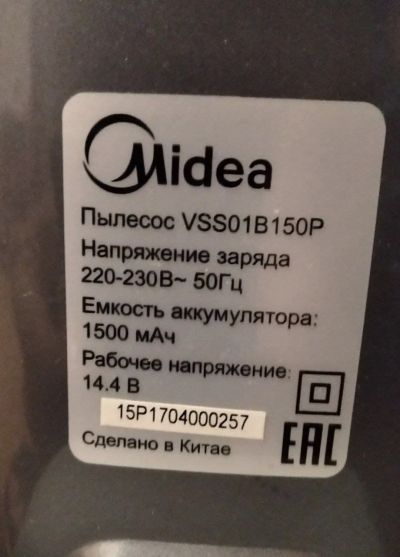 Midea
Пылесос VSS01B150P
Напряжение заряда
220-230В~ 50Гц
Емкость аккумулятора:
1500 мАч
Рабочее напряжение:
14.4 В
15P1704000257
Сделано в Китае
EAC